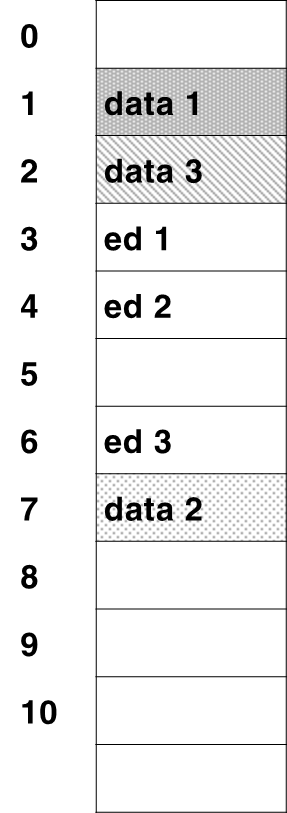 0
1 data 1
2 data 3
3 ed 1
4 ed 2
5
6 ed 3
7 data 2
8
9
10